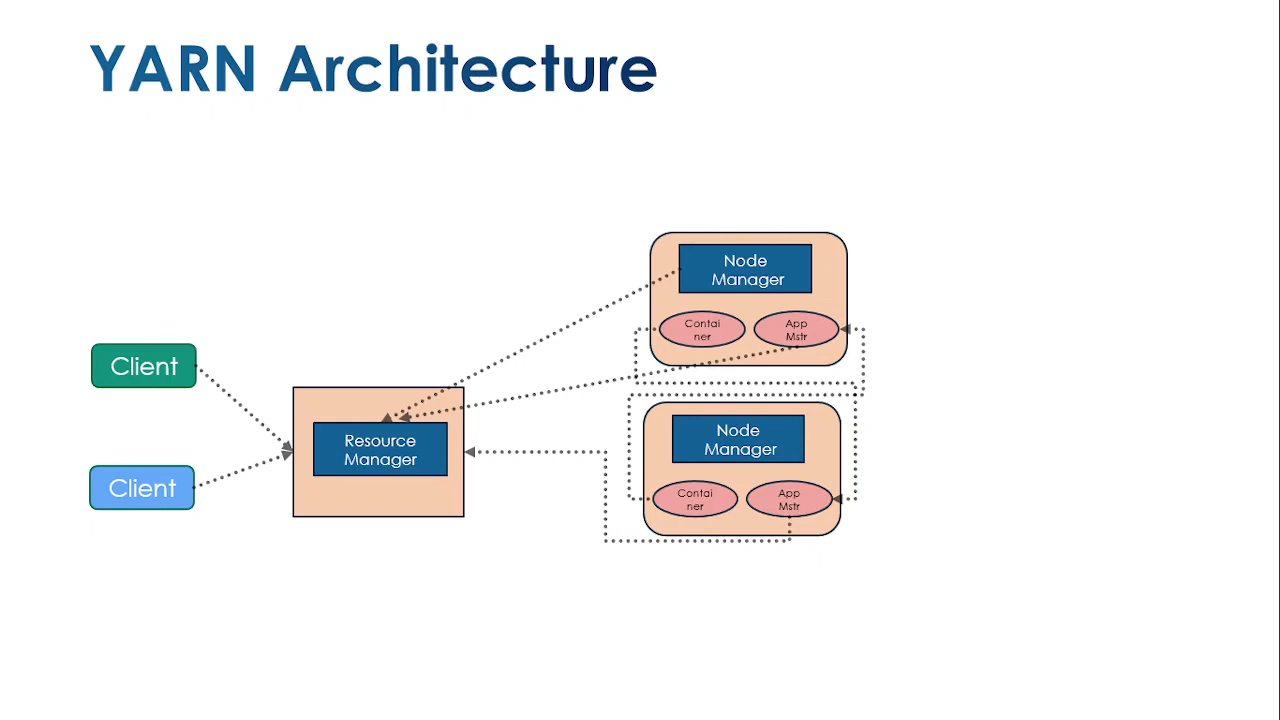 YARN Architecture
Node
Manager
Contai
ner
App
Mstr
Client
Client
Resource
Manager
Node
Manager
Contai
ner
App
Mstr